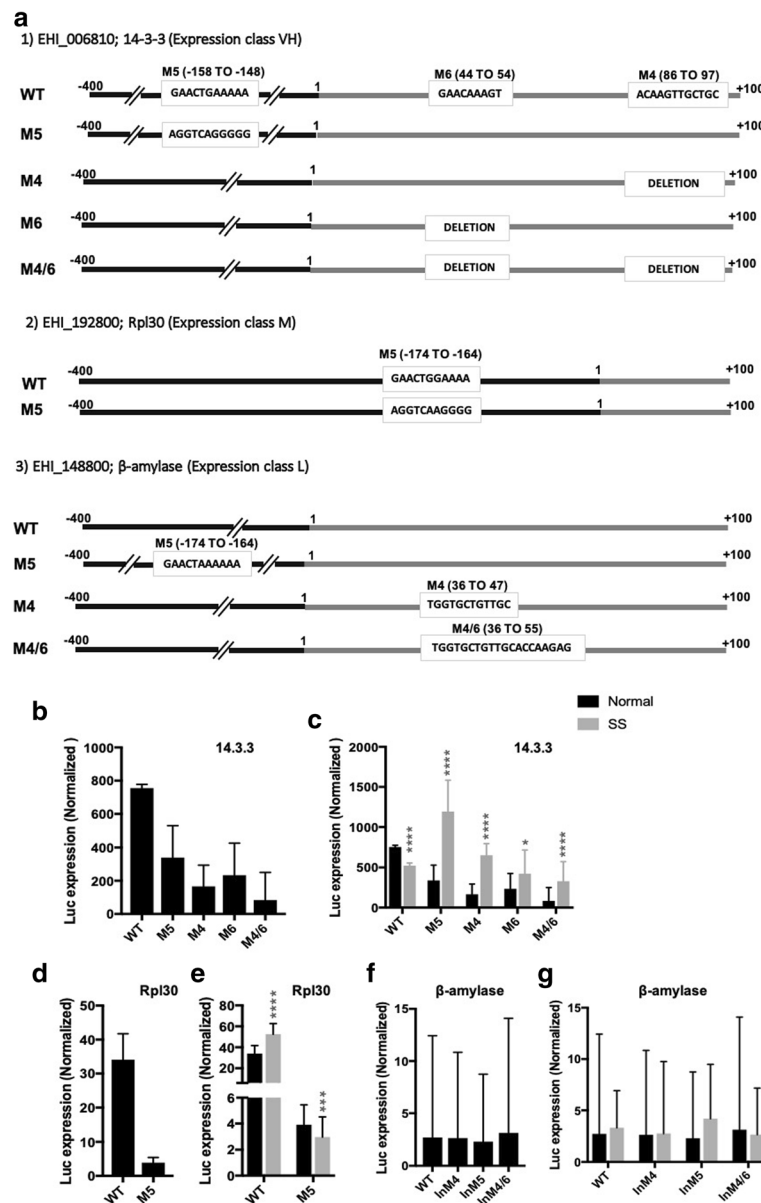 a
1) EHI_006810; 14-3-3 (Expression class VH)
M5 (-158 TO -148) M6 (44 TO 54) M4 (86 TO 97)
WT -400 GAACTGAAAAA 1 GAACAAAGT ACAAGTTGCTGC +100
M5 -400 AGGTCAGGGGG 1 +100
M4 -400 1 DELETION +100
M6 -400 1 DELETION +100
M4/6 -400 1 DELETION DELETION +100
2) EHI_192800; Rpl30 (Expression class M)
M5 (-174 TO -164)
WT -400 GAACTGGAAAA 1 +100
M5 -400 AGGTCAAGGGG 1 +100
3) EHI_148800; β-amylase (Expression class L)
WT -400 1 +100
M5 (-174 TO -164)
M5 -400 GAACTAAAAAA 1 +100
M4 (36 TO 47)
M4 -400 1 TGGTGCTGTTGC +100
M4/6 (36 TO 55)
M4/6 -400 1 TGGTGCTGTTGCACCAAGAG +100
b
14.3.3
Luc expression (Normalized )
1000
800
600
400
200
0
WT M5 M4 M6 M4/6
c
Normal
SS
14.3.3
Luc expression (Normalized )
2000
1500
1000
500
0
**** **** **** * ****
WT M5 M4 M6 M4/6
d
Rpl30
Luc expression (Normalized)
40
30
20
10
0
WT M5
e
Rpl30
Luc expression (Normalized)
80
60
40
20
6
4
2
0
**** ***
WT M5
f
β-amylase
Luc expression (Normalized)
15
10
5
0
WT InM4 InM5 InM4/6
g
β-amylase
Luc expression (Normalized)
15
10
5
0
WT InM4 InM5 InM4/6